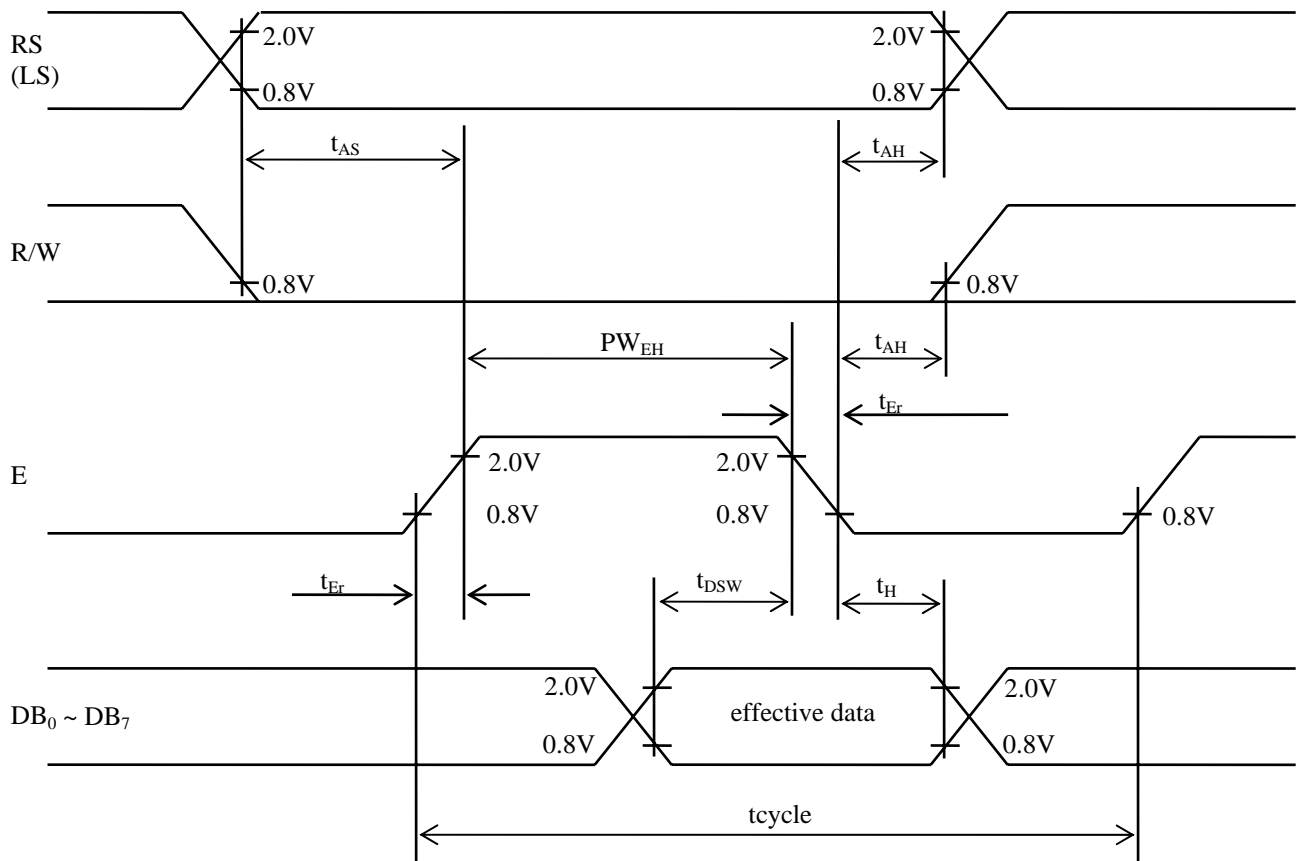 RS
(LS)
2.0V
2.0V
0.8V
0.8V
tAS
tAH
R/W
0.8V
0.8V
PWEH
tAH
tEr
E
2.0V
2.0V
0.8V
0.8V
0.8V
tEr
tDSW
tH
DB0 ~ DB7
2.0V
2.0V
effective data
0.8V
0.8V
tcycle